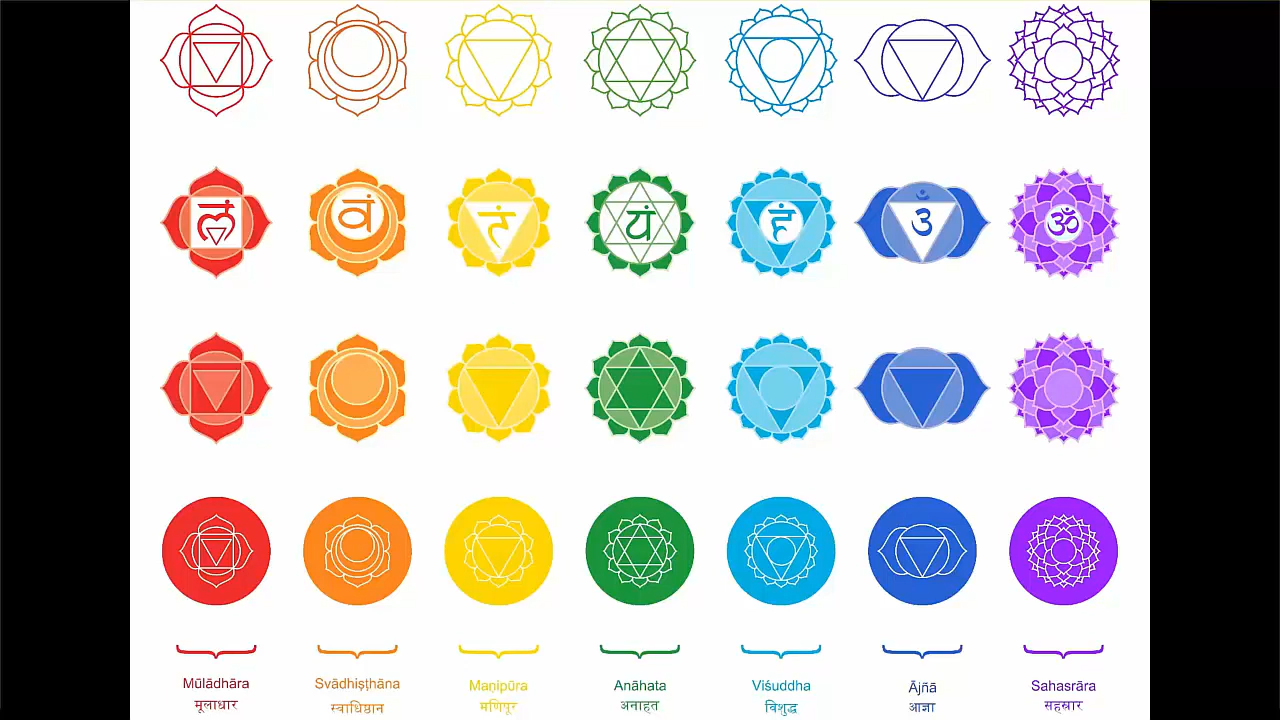 लं वं रं यं हं ॐ ॐ
Mūlādhāra Svādhiṣṭhāna Maṇipūra Anāhata Viśuddha Ājñā Sahasrāra
मूलाधार स्वाधिष्ठान मणिपूर अनाहत विशुद्ध आज्ञा सहस्रार